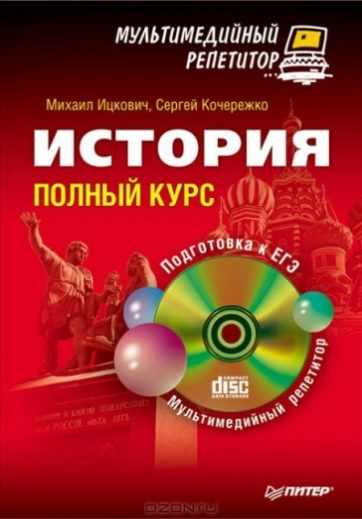 МУЛЬТИМЕДИЙНЫЙ
РЕПЕТИТОР
Михаил Ицкович, Сергей Кочережко
ИСТОРИЯ
ПОЛНЫЙ КУРС
Подготовка к ЕГЭ
COMPACT
disc
DATA STORAGE
Мультимедийный репетитор
РОССІЯ
ПИТЕР®
OZON.ru